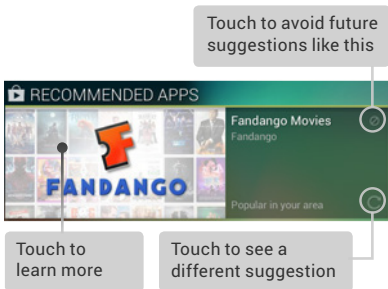 Touch to avoid future
suggestions like this
RECOMMENDED APPS
Fandango Movies
Fandango
FANDANGO
Popular in your area
Touch to
learn more
Touch to see a
different suggestion